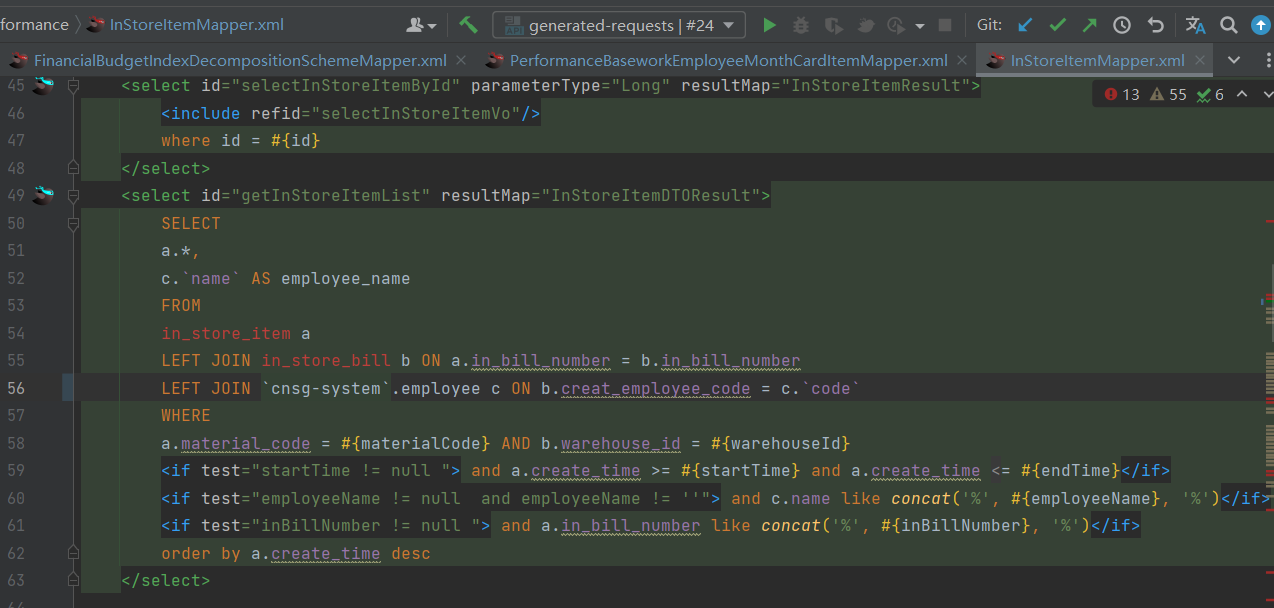 formance InStoreItemMapper.xml generated-requests | #24 Git:
FinancialBudgetIndexDecompositionSchemeMapper.xml PerformanceBaseworkEmployeeMonthCardItemMapper.xml InStoreItemMapper.xml
13 55 6
45 <select id="selectInStoreItemById" parameterType="Long" resultMap="InStoreItemResult">
46 <include refid="selectInStoreItemVo"/>
47 where id = #{id}
48 </select>
49 <select id="getInStoreItemList" resultMap="InStoreItemDTOResult">
50 SELECT
51 a.*,
52 c.`name` AS employee_name
53 FROM
54 in_store_item a
55 LEFT JOIN in_store_bill b ON a.in_bill_number = b.in_bill_number
56 LEFT JOIN `cnsg-system`.employee c ON b.creat_employee_code = c.`code`
57 WHERE
58 a.material_code = #{materialCode} AND b.warehouse_id = #{warehouseId}
59 <if test="startTime != null "> and a.create_time >= #{startTime} and a.create_time <= #{endTime}</if>
60 <if test="employeeName != null  and employeeName != ''"> and c.name like concat('%', #{employeeName}, '%')</if>
61 <if test="inBillNumber != null "> and a.in_bill_number like concat('%', #{inBillNumber}, '%')</if>
62 order by a.create_time desc
63 </select>